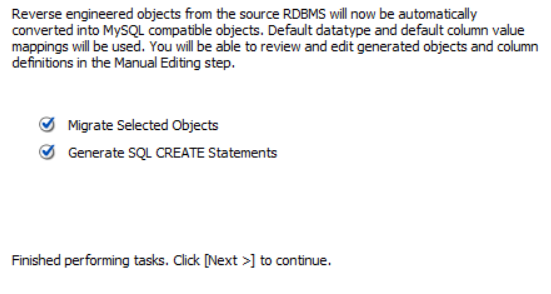 Reverse engineered objects from the source RDBMS will now be automatically
converted into MySQL compatible objects. Default datatype and default column value
mappings will be used. You will be able to review and edit generated objects and column
definitions in the Manual Editing step.
Migrate Selected Objects
Generate SQL CREATE Statements
Finished performing tasks. Click [Next >] to continue.